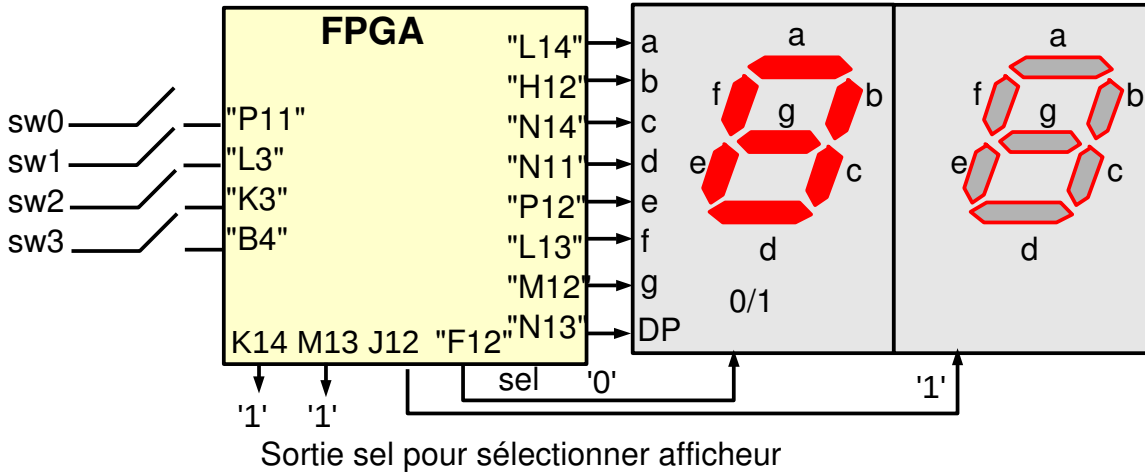 FPGA
sw0
sw1
sw2
sw3
"P11"
"L3"
"K3"
"B4"
"L14"
"H12"
"N14"
"N11"
"P12"
"L13"
"M12"
"N13"
a
b
c
d
e
f
g
DP
a
f
b
g
e
c
d
0/1
a
f
b
g
e
c
d
K14 M13 J12 "F12"
sel '0'
'1'
'1' '1'
Sortie sel pour sélectionner afficheur